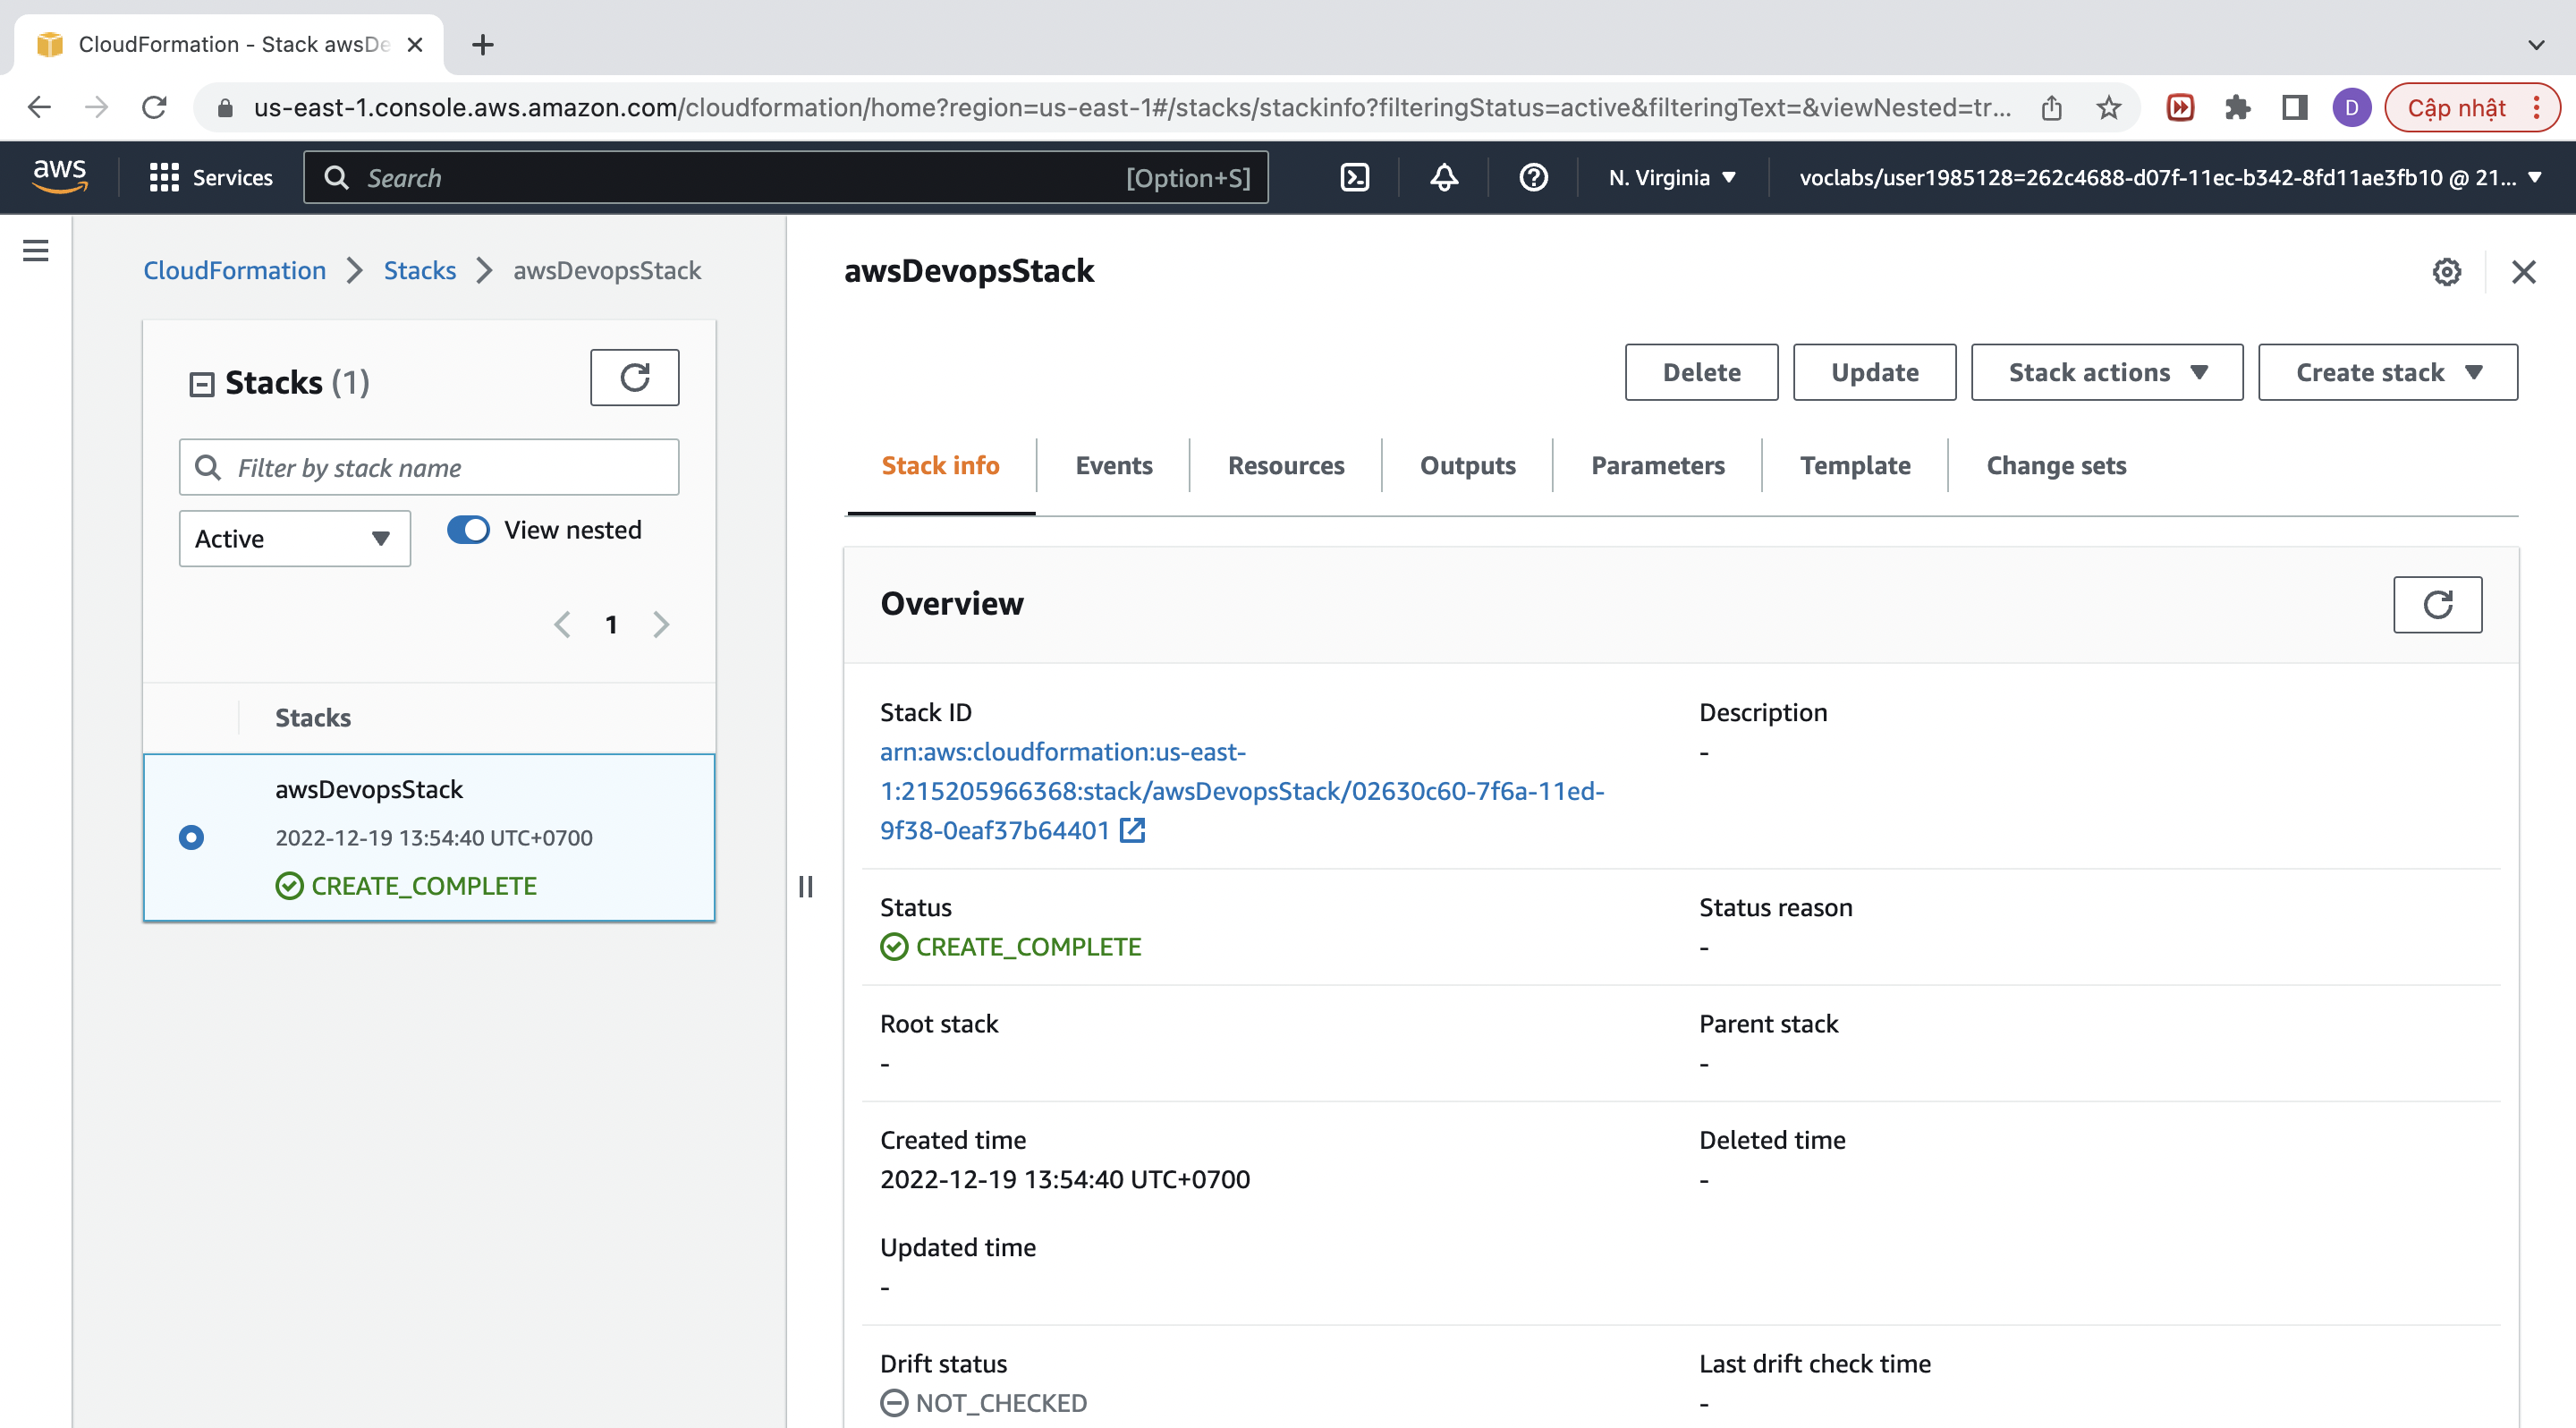 CloudFormation - Stack awsDe
us-east-1.console.aws.amazon.com/cloudformation/home?region=us-east-1#/stacks/stackinfo?filteringStatus=active&filteringText=&viewNested=tr...
D
Cập nhật
aws
Services
Search
[Option+S]
N. Virginia
voclabs/user1985128=262c4688-d07f-11ec-b342-8fd11ae3fb10 @ 21...
CloudFormation
Stacks
awsDevopsStack
Stacks (1)
Filter by stack name
Active
View nested
1
Stacks
awsDevopsStack
2022-12-19 13:54:40 UTC+0700
CREATE_COMPLETE
awsDevopsStack
Delete
Update
Stack actions
Create stack
Stack info
Events
Resources
Outputs
Parameters
Template
Change sets
Overview
Stack ID
arn:aws:cloudformation:us-east-
1:215205966368:stack/awsDevopsStack/02630c60-7f6a-11ed-
9f38-0eaf37b64401
Description
-
Status
CREATE_COMPLETE
Status reason
-
Root stack
-
Parent stack
-
Created time
2022-12-19 13:54:40 UTC+0700
Deleted time
-
Updated time
-
Drift status
NOT_CHECKED
Last drift check time
-